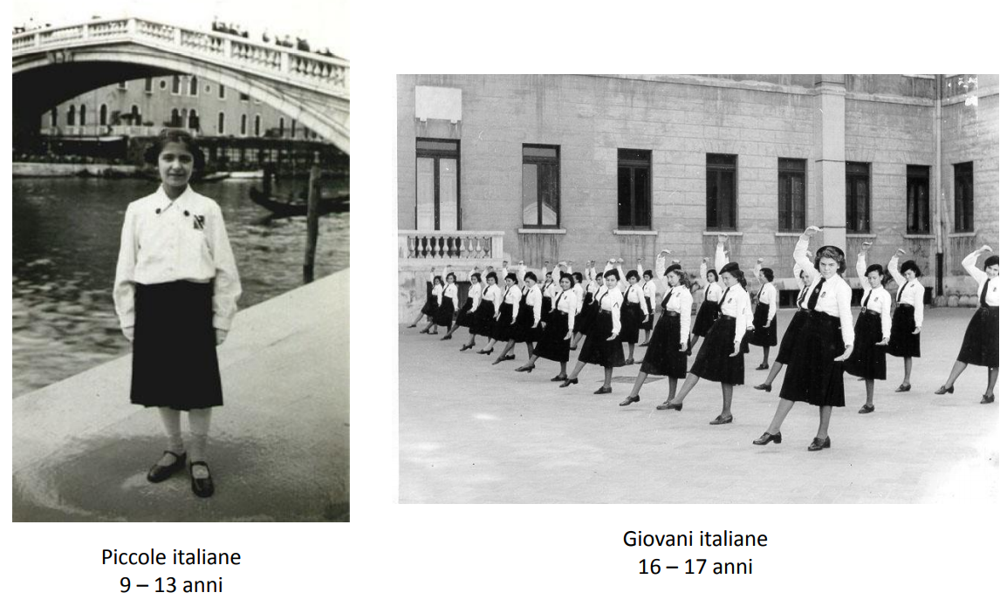 Piccole italiane
9 – 13 anni
Giovani italiane
16 – 17 anni